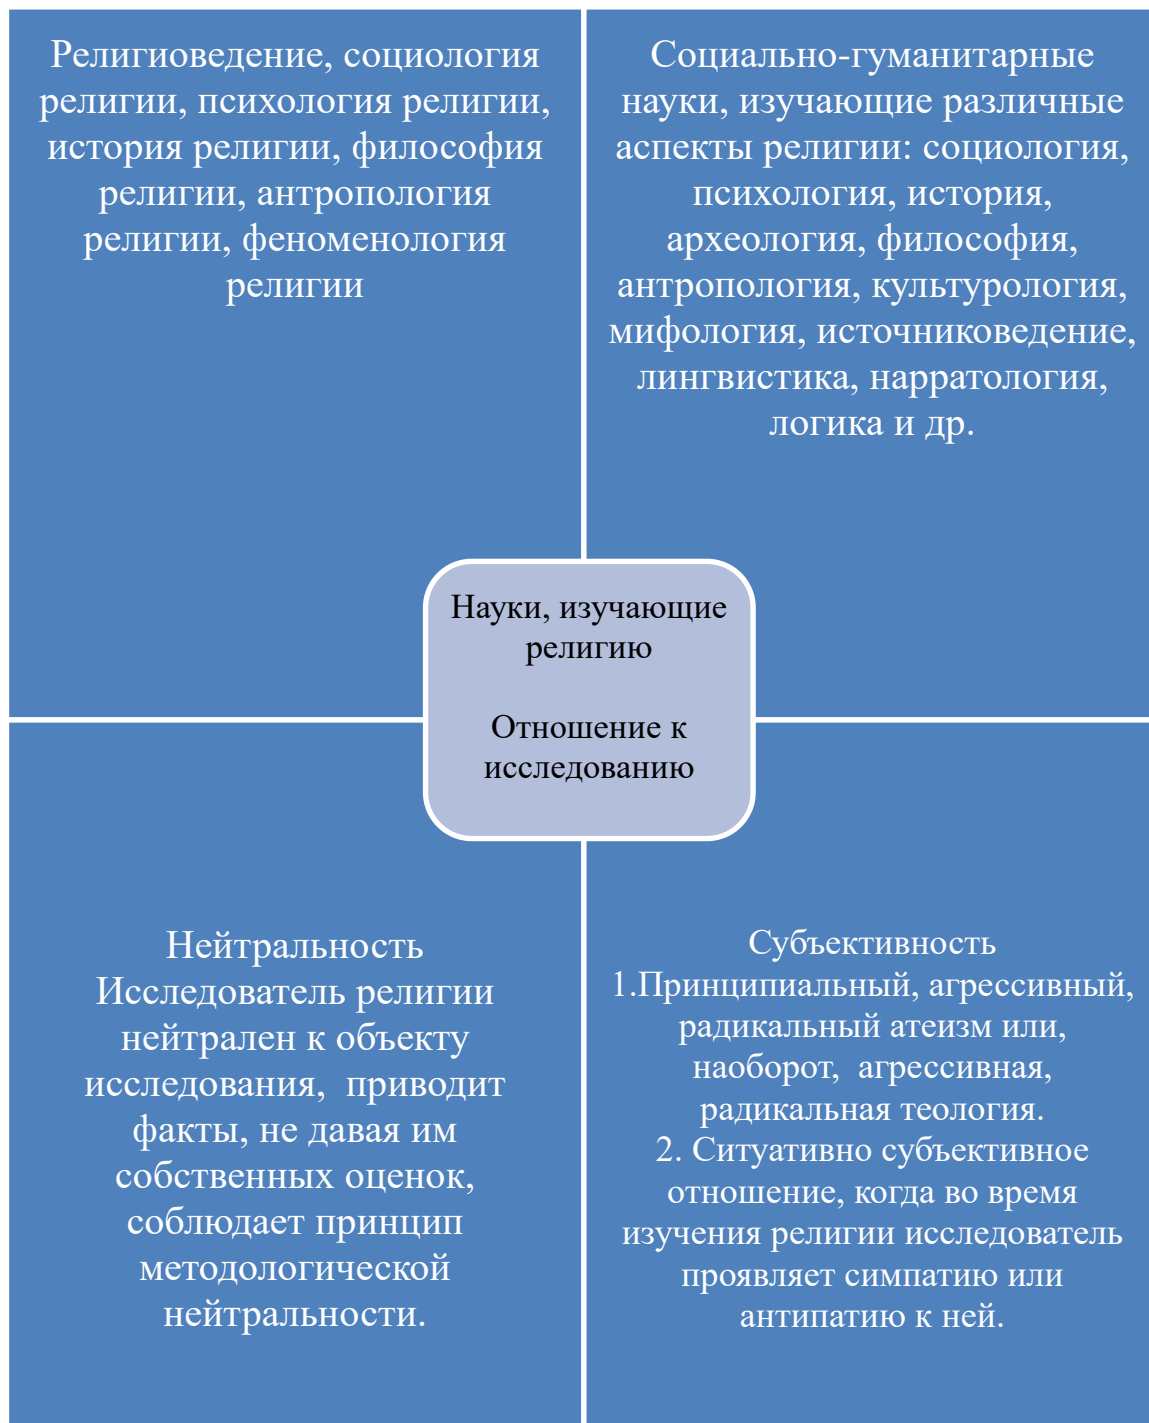 Религиоведение, социология
религии, психология религии,
история религии, философия
религии, антропология
религии, феноменология
религии
Социально-гуманитарные
науки, изучающие различные
аспекты религии: социология,
психология, история,
археология, философия,
антропология, культурология,
мифология, источниковедение,
лингвистика, нарратология,
логика и др.
Науки, изучающие
религию
Отношение к
исследованию
Нейтральность
Исследователь религии
нейтрален к объекту
исследования,  приводит
факты, не давая им
собственных оценок,
соблюдает принцип
методологической
нейтральности.
Субъективность
1.Принципиальный, агрессивный,
радикальный атеизм или,
наоборот,  агрессивная,
радикальная теология.
2. Ситуативно субъективное
отношение, когда во время
изучения религии исследователь
проявляет симпатию или
антипатию к ней.